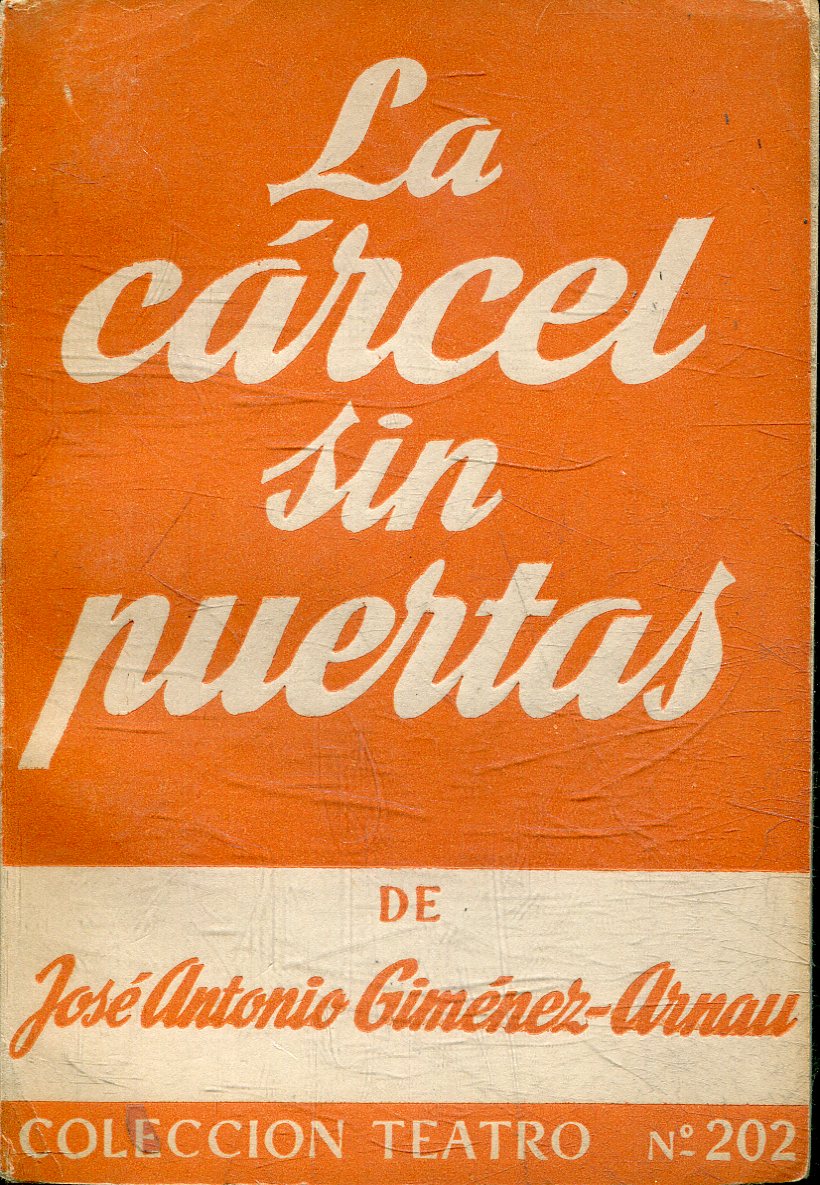 La
cárcel
sin
puertas
DE
José Antonio Giménez-Arnau
COLECCION TEATRO Nº 202